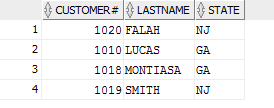 CUSTOMER# LASTNAME STATE
1 1020 FALAH NJ
2 1010 LUCAS GA
3 1018 MONTIASA GA
4 1019 SMITH NJ